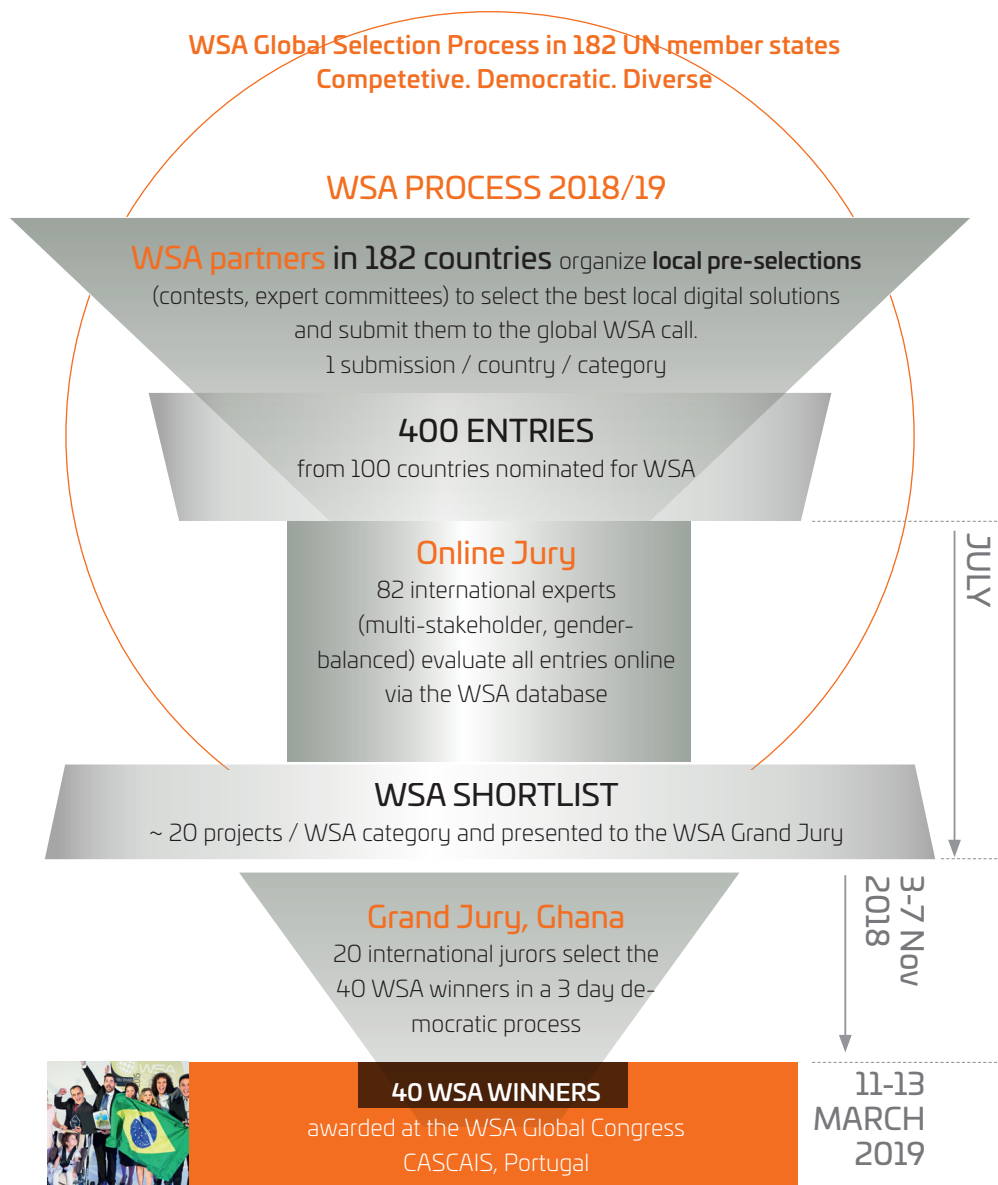 WSA Global Selection Process in 182 UN member states
Competetive. Democratic. Diverse
WSA PROCESS 2018/19
WSA partners in 182 countries organize local pre-selections
(contests, expert committees) to select the best local digital solutions
and submit them to the global WSA call.
1 submission / country / category
400 ENTRIES
from 100 countries nominated for WSA
Online Jury
82 international experts
(multi-stakeholder, gender-
balanced) evaluate all entries online
via the WSA database
JULY
WSA SHORTLIST
~ 20 projects / WSA category and presented to the WSA Grand Jury
Grand Jury, Ghana
20 international jurors select the
40 WSA winners in a 3 day de-
mocratic process
3-7 Nov
2018
40 WSA WINNERS
awarded at the WSA Global Congress
CASCAIS, Portugal
11-13
MARCH
2019
WSA